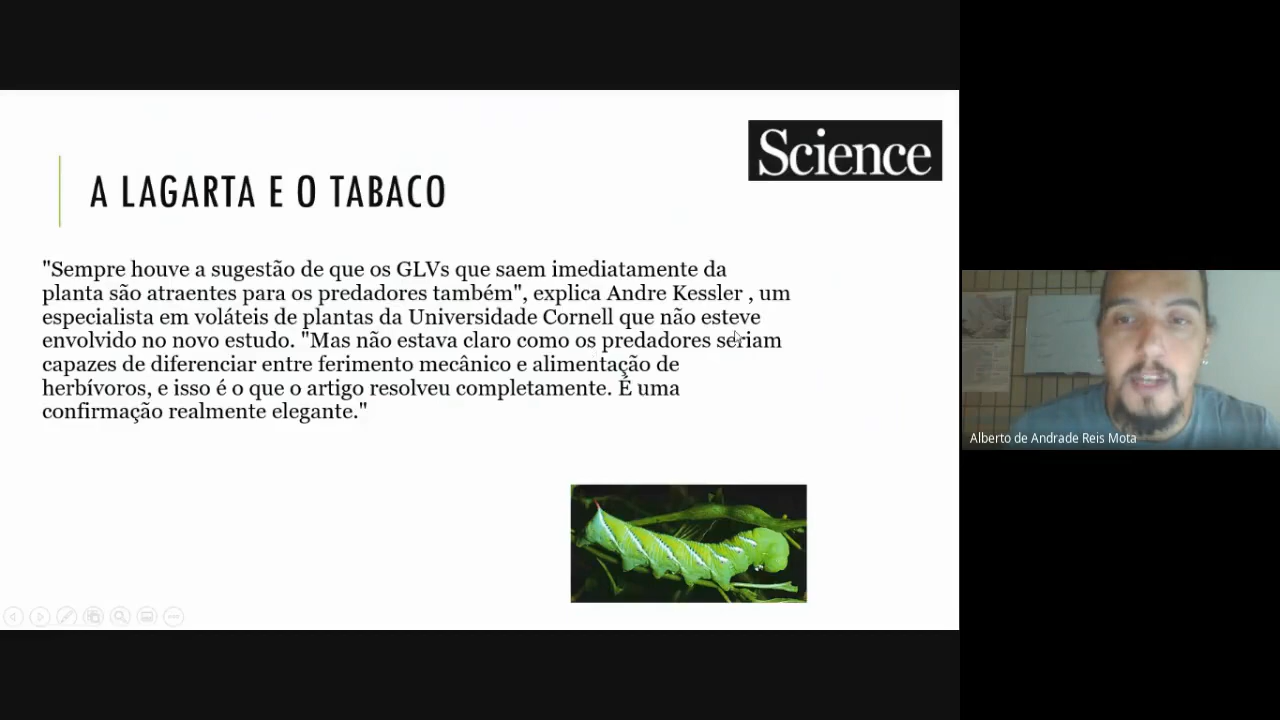 Science
A LAGARTA E O TABACO
"Sempre houve a sugestão de que os GLVs que saem imediatamente da
planta são atraentes para os predadores também", explica Andre Kessler , um
especialista em voláteis de plantas da Universidade Cornell que não esteve
envolvido no novo estudo. "Mas não estava claro como os predadores seriam
capazes de diferenciar entre ferimento mecânico e alimentação de
herbívoros, e isso é o que o artigo resolveu completamente. É uma
confirmação realmente elegante."
Alberto de Andrade Reis Mota